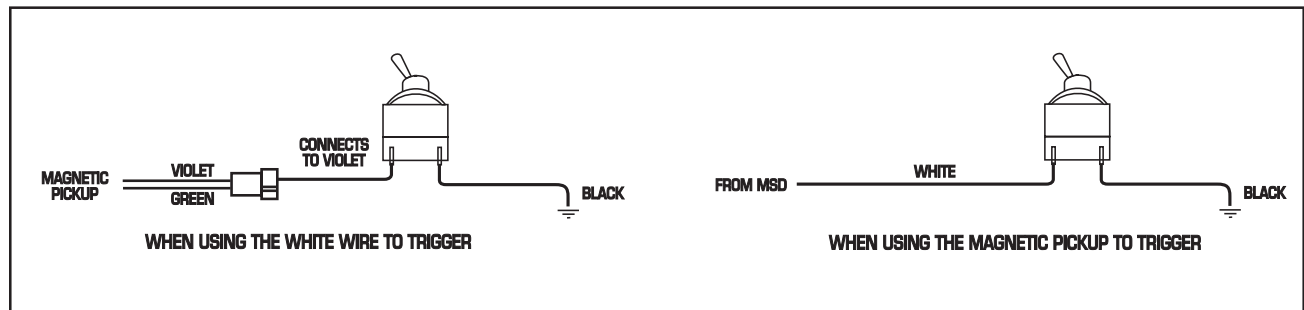 MAGNETIC
PICKUP
VIOLET
GREEN
CONNECTS
TO VIOLET
BLACK
WHEN USING THE WHITE WIRE TO TRIGGER
FROM MSD
WHITE
BLACK
WHEN USING THE MAGNETIC PICKUP TO TRIGGER